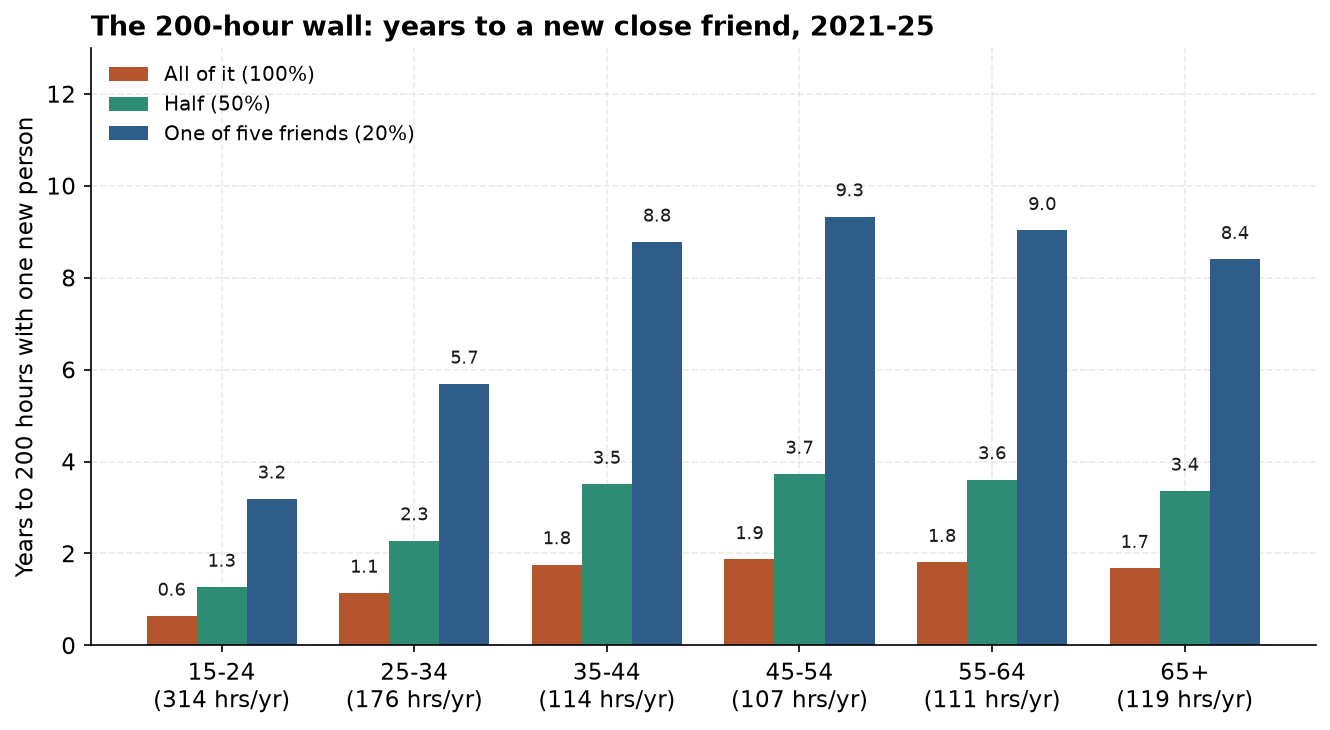 The 200-hour wall: years to a new close friend, 2021-25
All of it (100%)
Half (50%)
One of five friends (20%)
Years to 200 hours with one new person
12
10
8
6
4
2
0
0.6
1.3
3.2
1.1
2.3
5.7
1.8
3.5
8.8
1.9
3.7
9.3
1.8
3.6
9.0
1.7
3.4
8.4
15-24
(314 hrs/yr)
25-34
(176 hrs/yr)
35-44
(114 hrs/yr)
45-54
(107 hrs/yr)
55-64
(111 hrs/yr)
65+
(119 hrs/yr)